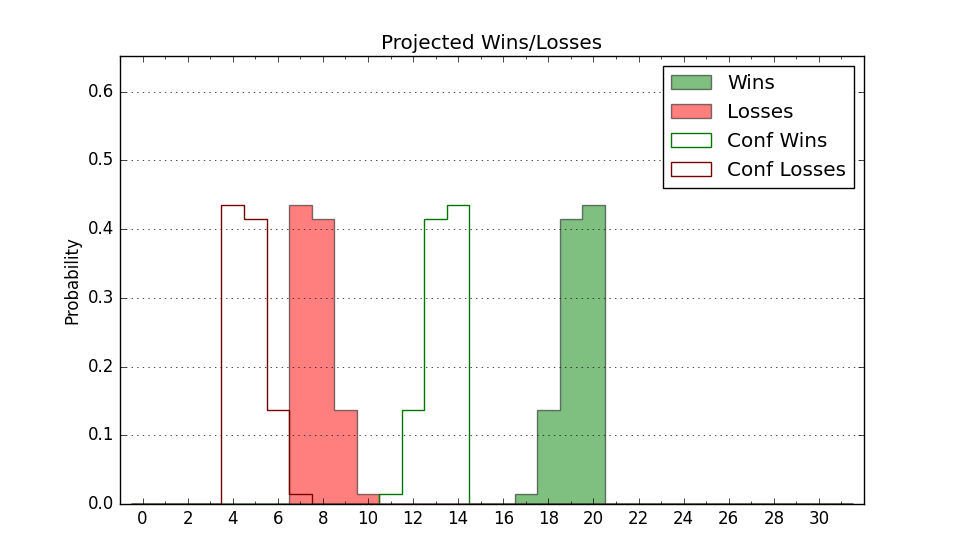 Projected Wins/Losses
0.6
0.5
0.4
0.3
0.2
0.1
0.0
Probability
Wins
Losses
Conf Wins
Conf Losses
0 2 4 6 8 10 12 14 16 18 20 22 24 26 28 30